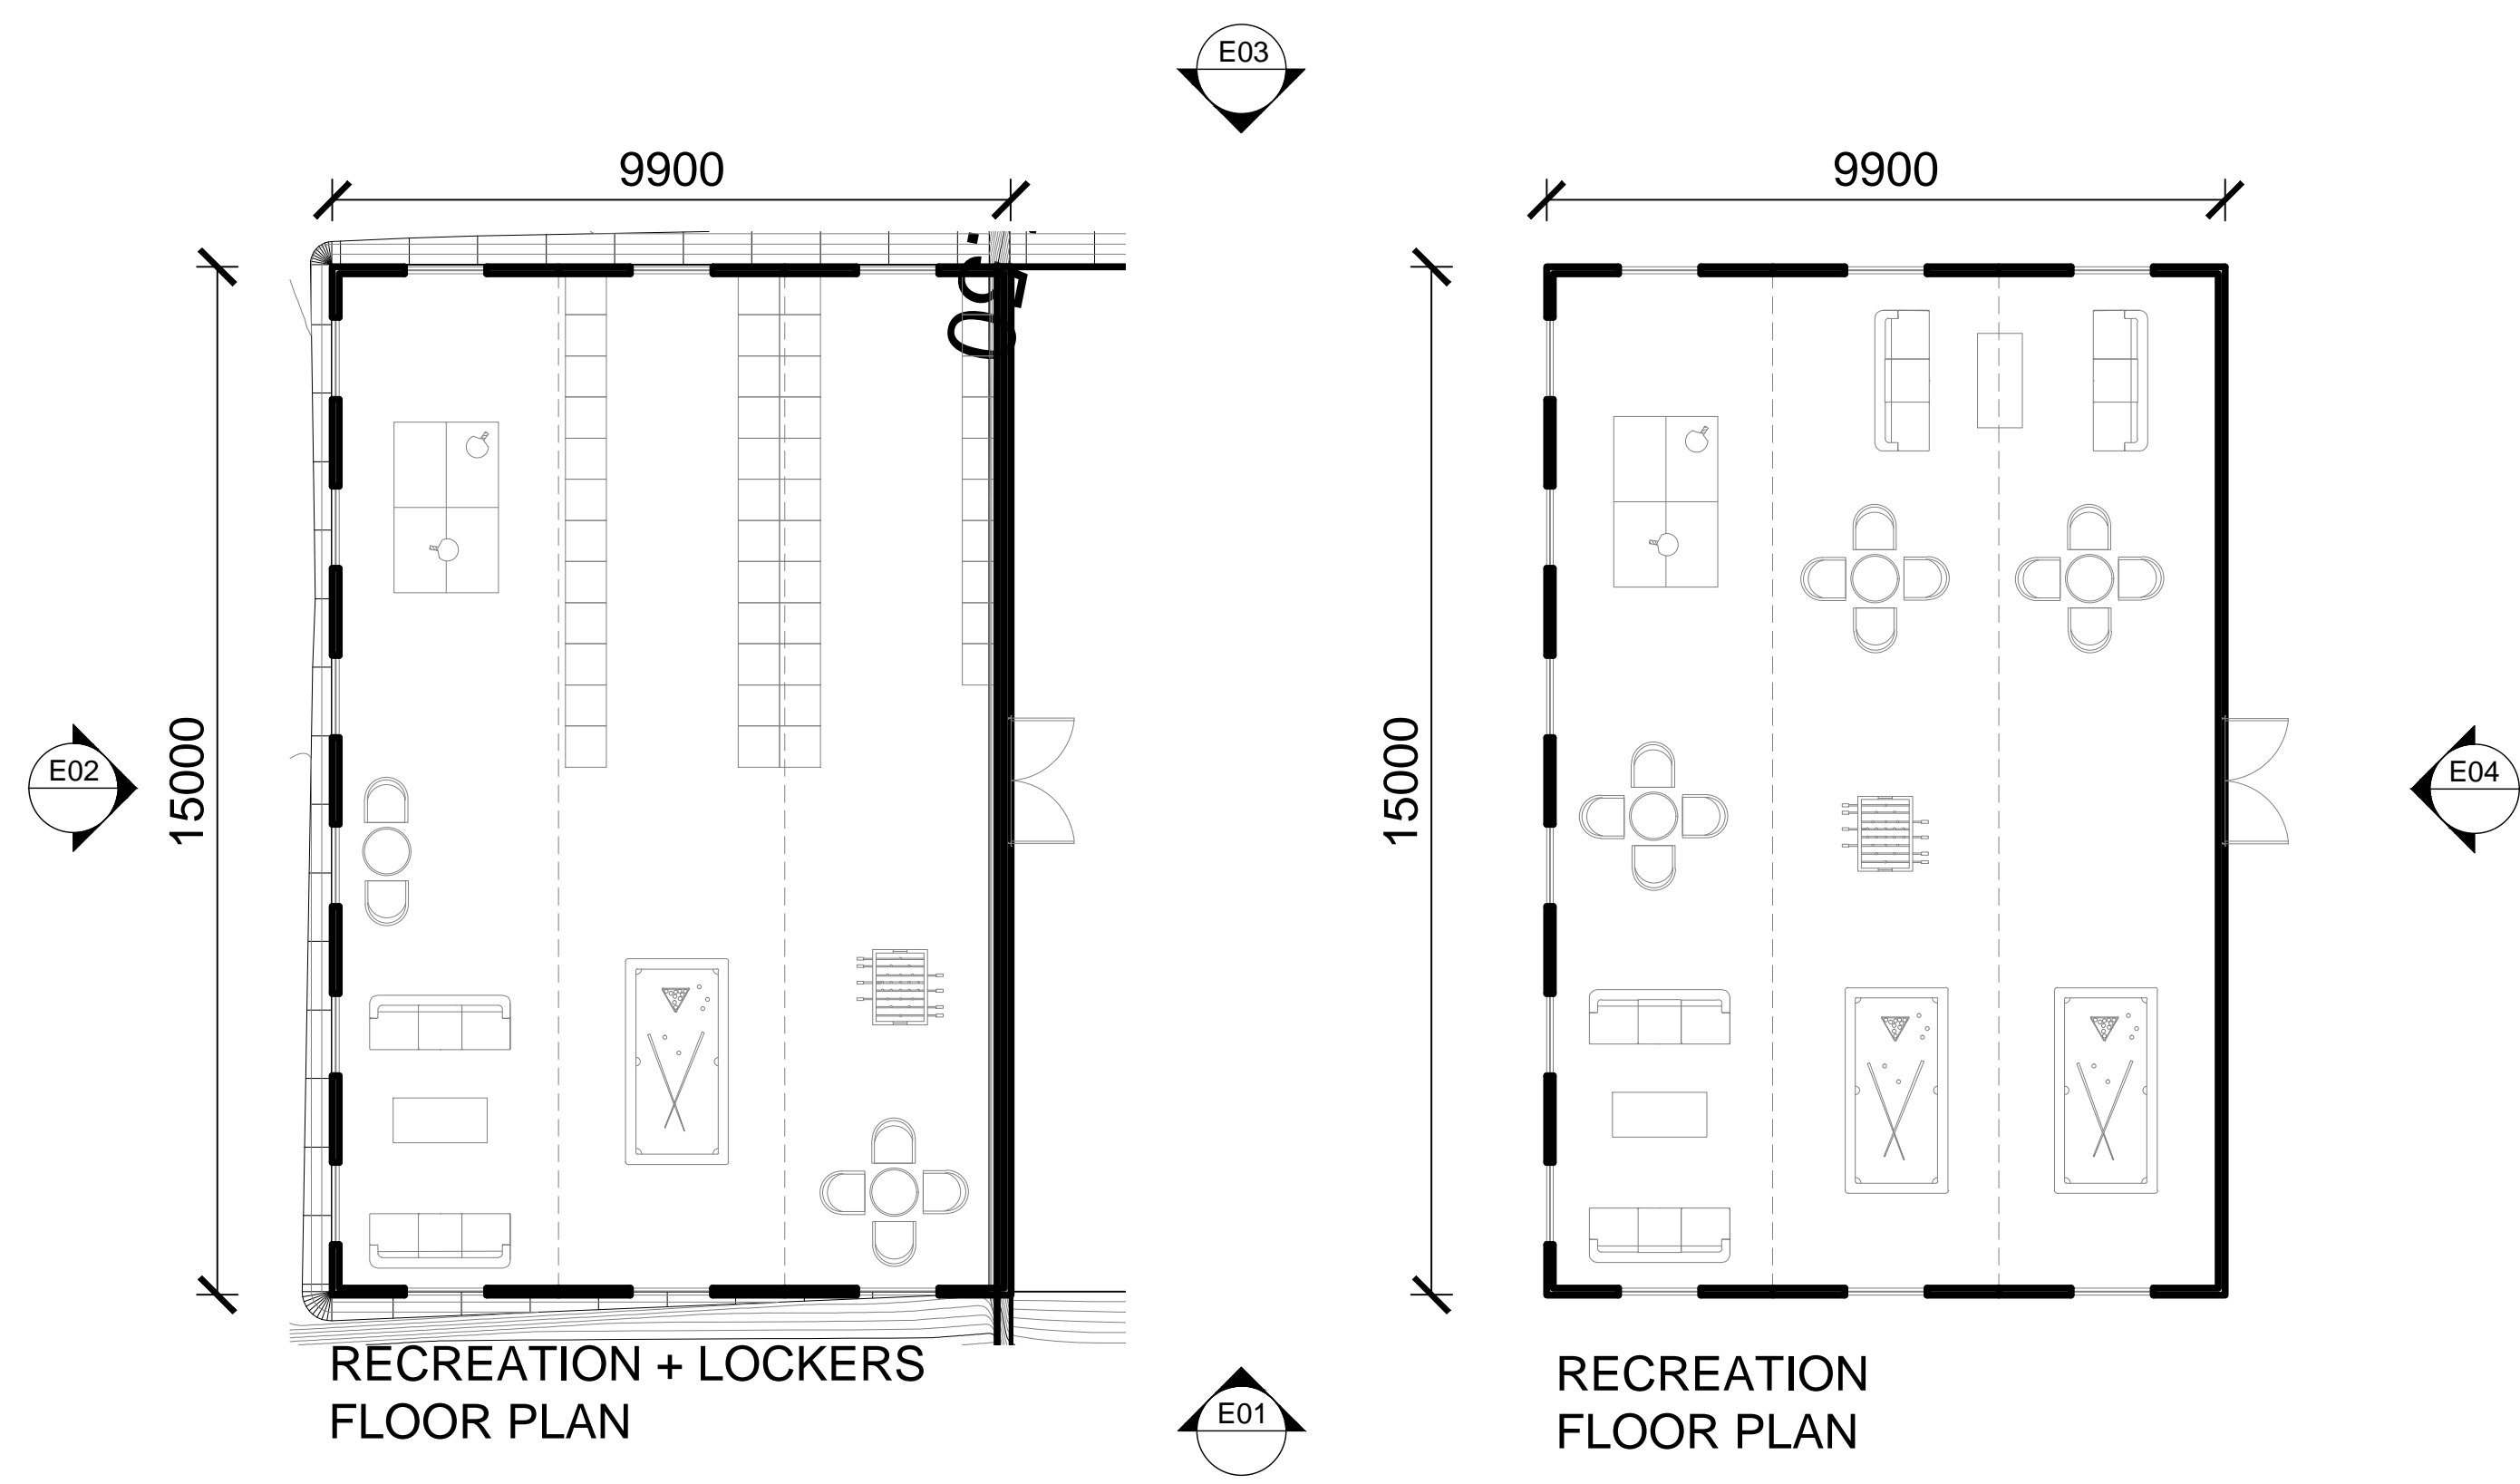 E03
9900
9900
E02
15000
15000
E04
RECREATION + LOCKERS
FLOOR PLAN
E01
RECREATION
FLOOR PLAN